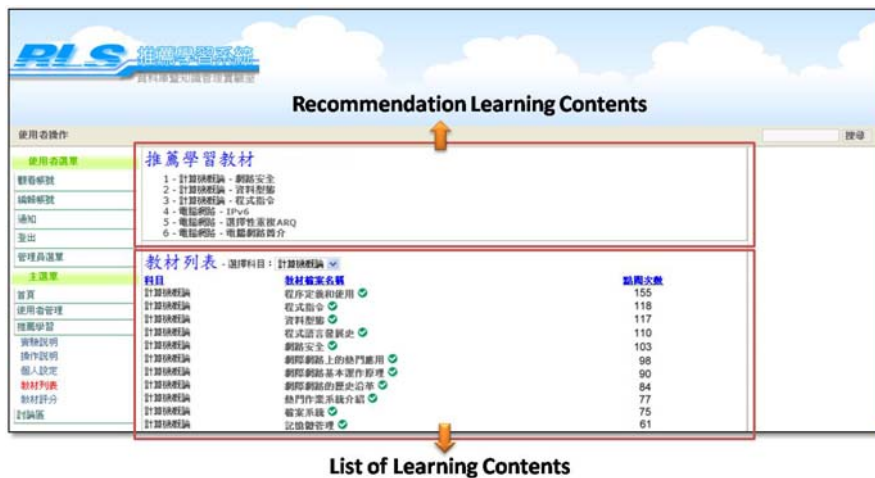 RLS 推薦學習系統
資料庫暨知識管理實驗室
Recommendation Learning Contents
使用者操作
搜尋
使用者選單
觀看帳號
編輯帳號
通知
登出
管理員選單
主選單
首頁
使用者管理
推薦學習
實驗說明
操作說明
個人設定
教材列表
教材評分
討論區
推薦學習教材
1 - 計算機概論 - 網路安全
2 - 計算機概論 - 資料型態
3 - 計算機概論 - 程式指令
4 - 電腦網路 - IPv6
5 - 電腦網路 - 選擇性重複ARQ
6 - 電腦網路 - 電腦網路簡介
教材列表 - 選擇科目： 計算機概論
科目 教材檔案名稱 點閱次數
計算機概論 程序定義和使用 155
計算機概論 程式指令 118
計算機概論 資料型態 117
計算機概論 程式語言發展史 110
計算機概論 網路安全 103
計算機概論 網際網路上的熱門應用 98
計算機概論 網際網路基本運作原理 90
計算機概論 網際網路的歷史沿革 84
計算機概論 熱門作業系統介紹 77
計算機概論 檔案系統 75
計算機概論 記憶體管理 61
List of Learning Contents